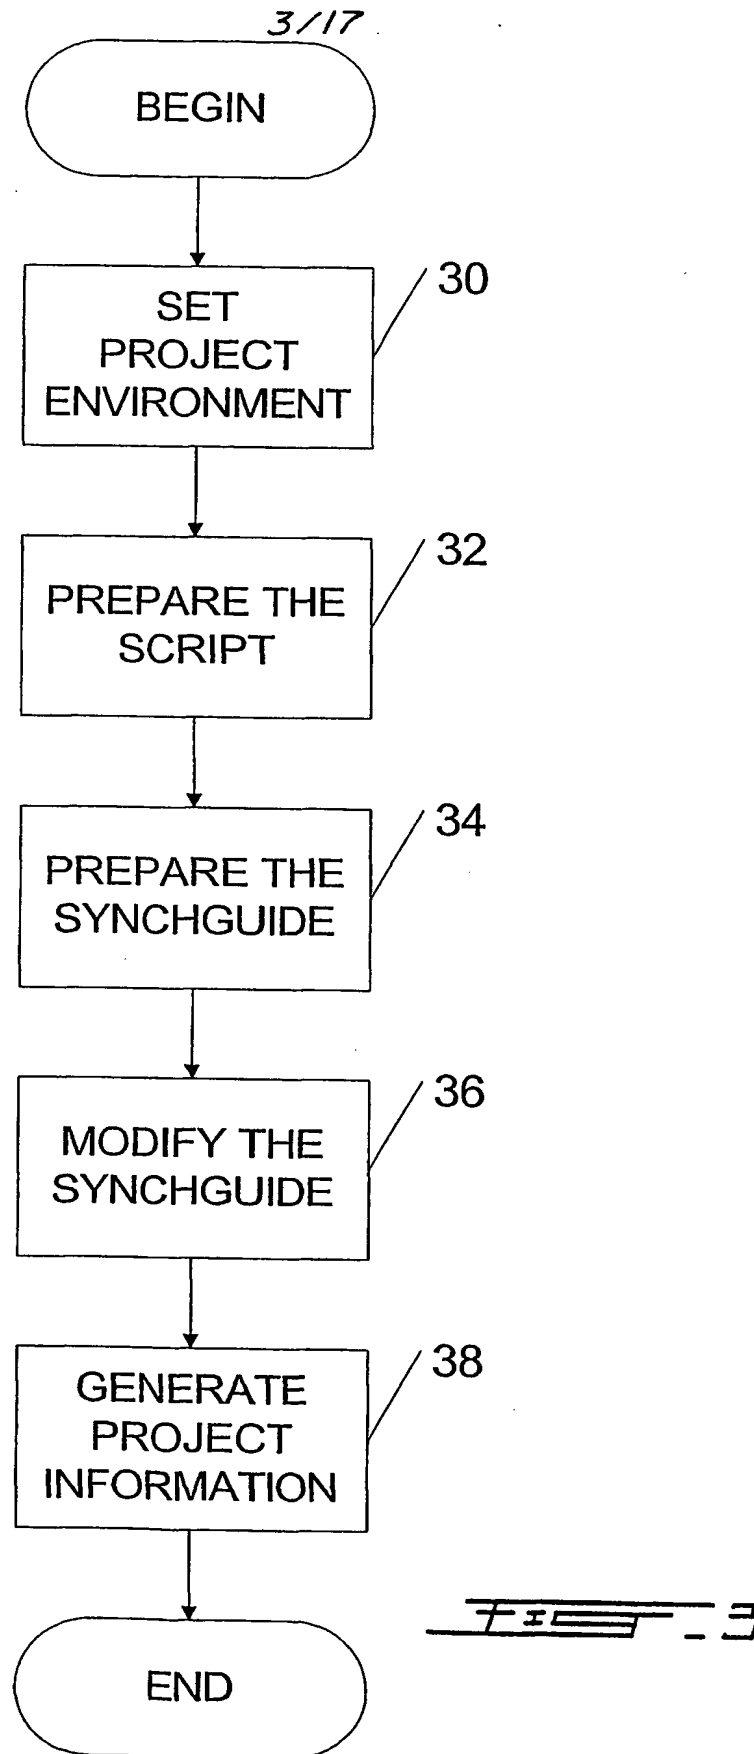 3/17
BEGIN
SET
PROJECT
ENVIRONMENT
30
PREPARE THE
SCRIPT
32
PREPARE THE
SYNCHGUIDE
34
MODIFY THE
SYNCHGUIDE
36
GENERATE
PROJECT
INFORMATION
38
END
FIG_3